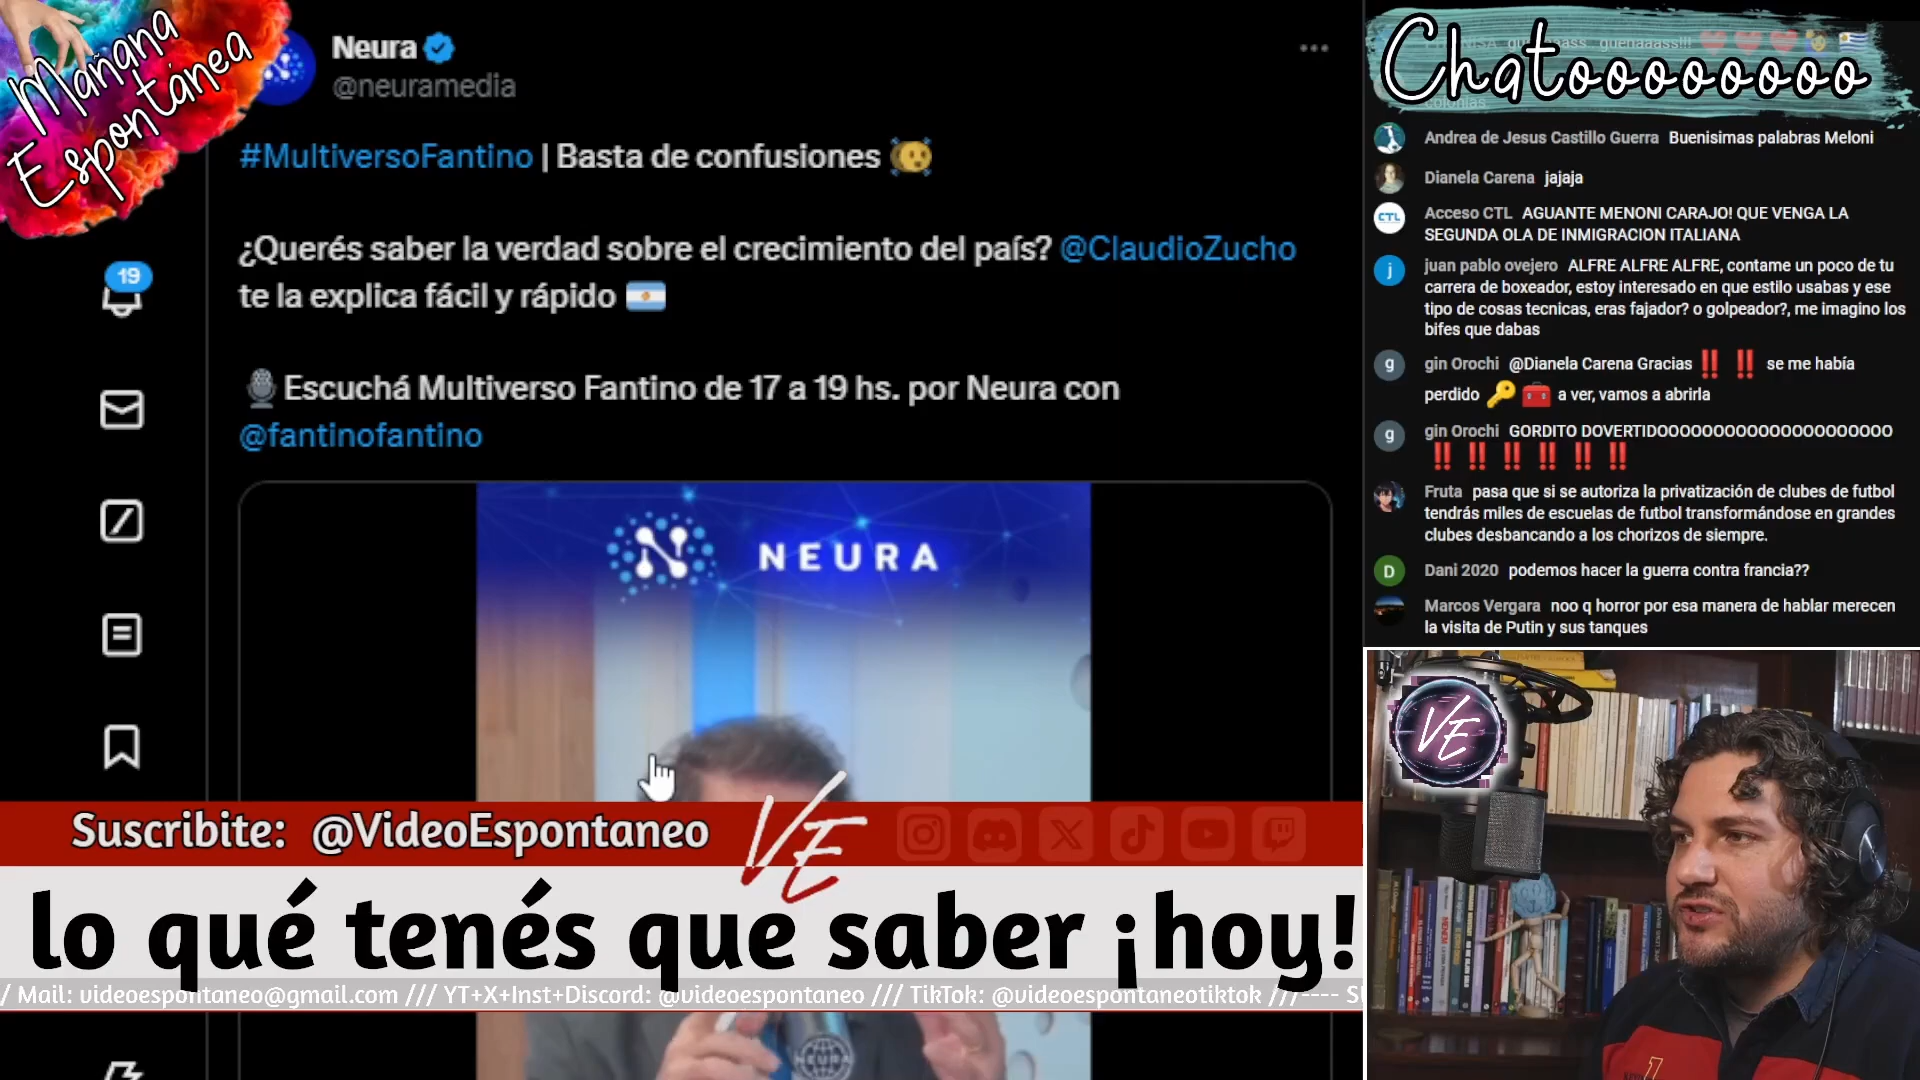 Mañana
Espontánea
Neura
@neuramedia
#MultiversoFantino | Basta de confusiones
¿Querés saber la verdad sobre el crecimiento del país? @ClaudioZucho
te la explica fácil y rápido
Escuchá Multiverso Fantino de 17 a 19 hs. por Neura con
@fantinofantino
19
NEURA
NEURA
Suscribite: @VideoEspontaneo
VE
lo qué tenés que saber ¡hoy!
/ Mail: videoespontaneo@gmail.com /// YT+X+Inst+Discord: @videoespontaneo /// TikTok: @videoespontaneotiktok ///----
Chatooooooooo
colonias
Andrea de Jesus Castillo Guerra Buenisimas palabras Meloni
Dianela Carena jajaja
CTL
Acceso CTL AGUANTE MENONI CARAJO! QUE VENGA LA
SEGUNDA OLA DE INMIGRACION ITALIANA
j
juan pablo ovejero ALFRE ALFRE ALFRE, contame un poco de tu
carrera de boxeador, estoy interesado en que estilo usabas y ese
tipo de cosas tecnicas, eras fajador? o golpeador?, me imagino los
bifes que dabas
g
gin Orochi @Dianela Carena Gracias ‼️ ‼️ se me había
perdido 🔑 🧰 a ver, vamos a abrirla
g
gin Orochi GORDITO DOVERTIDOOOOOOOOOOOOOOOOOOOOO
‼️ ‼️ ‼️ ‼️ ‼️ ‼️
Fruta pasa que si se autoriza la privatización de clubes de futbol
tendrás miles de escuelas de futbol transformándose en grandes
clubes desbancando a los chorizos de siempre.
D
Dani 2020 podemos hacer la guerra contra francia??
Marcos Vergara noo q horror por esa manera de hablar merecen
la visita de Putin y sus tanques
VE